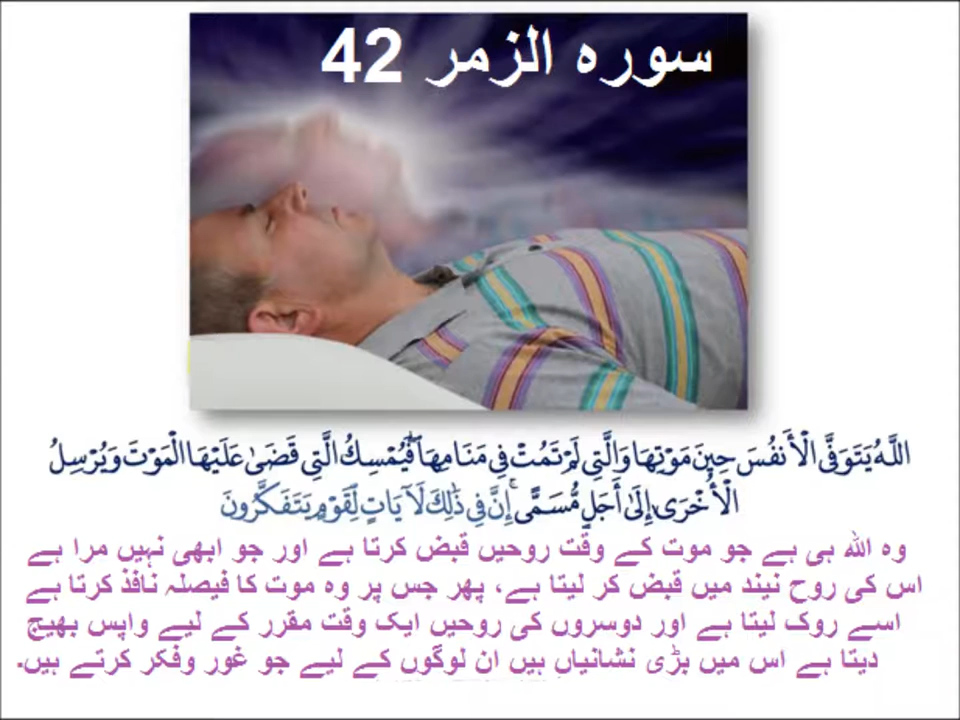 سورہ الزمر 42
اللَّهُ يَتَوَفَّى الْأَنفُسَ حِينَ مَوْتِهَا وَالَّتِي لَمْ تَمُتْ فِي مَنَامِهَا ۖ فَيُمْسِكُ الَّتِي قَضَىٰ عَلَيْهَا الْمَوْتَ وَيُرْسِلُ
الْأُخْرَىٰ إِلَىٰ أَجَلٍ مُّسَمًّى ۚ إِنَّ فِي ذَٰلِكَ لَآيَاتٍ لِّقَوْمٍ يَتَفَكَّرُونَ
وہ اللہ ہی ہے جو موت کے وقت روحیں قبض کرتا ہے اور جو ابھی نہیں مرا ہے
اس کی روح نیند میں قبض کر لیتا ہے، پھر جس پر وہ موت کا فیصلہ نافذ کرتا ہے
اسے روک لیتا ہے اور دوسروں کی روحیں ایک وقت مقرر کے لیے واپس بھیج
دیتا ہے اس میں بڑی نشانیاں ہیں ان لوگوں کے لیے جو غور وفکر کرتے ہیں۔